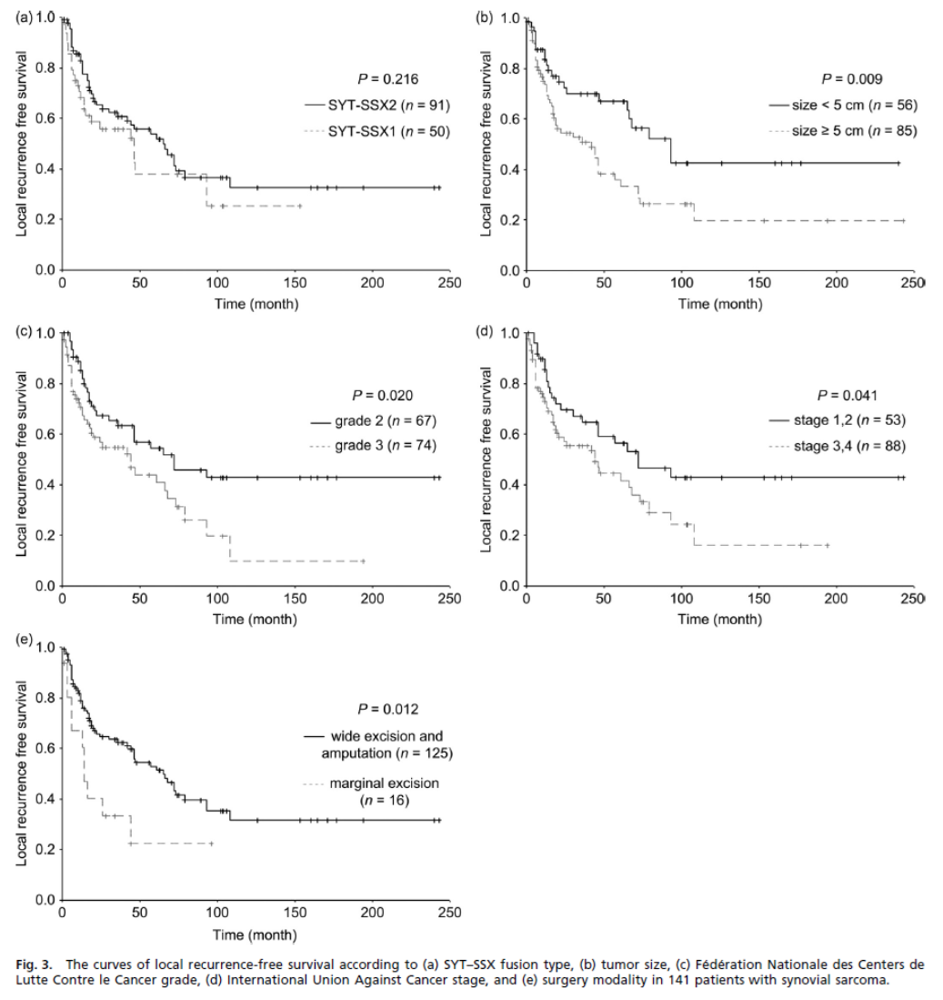 (a)
Local recurrence free survival
1.0
0.8
0.6
0.4
0.2
0.0
P = 0.216
SYT-SSX2 (n = 91)
SYT-SSX1 (n = 50)
0 50 100 150 200 250
Time (month)
(b)
Local recurrence free survival
1.0
0.8
0.6
0.4
0.2
0.0
P = 0.009
size < 5 cm (n = 56)
size ≥ 5 cm (n = 85)
0 50 100 150 200 250
Time (month)
(c)
Local recurrence free survival
1.0
0.8
0.6
0.4
0.2
0.0
P = 0.020
grade 2 (n = 67)
grade 3 (n = 74)
0 50 100 150 200 250
Time (month)
(d)
Local recurrence free survival
1.0
0.8
0.6
0.4
0.2
0.0
P = 0.041
stage 1,2 (n = 53)
stage 3,4 (n = 88)
0 50 100 150 200 250
Time (month)
(e)
Local recurrence free survival
1.0
0.8
0.6
0.4
0.2
0.0
P = 0.012
wide excision and
amputation (n = 125)
marginal excision
(n = 16)
0 50 100 150 200 250
Time (month)
Fig. 3. The curves of local recurrence-free survival according to (a) SYT–SSX fusion type, (b) tumor size, (c) Fédération Nationale des Centers de
Lutte Contre le Cancer grade, (d) International Union Against Cancer stage, and (e) surgery modality in 141 patients with synovial sarcoma.